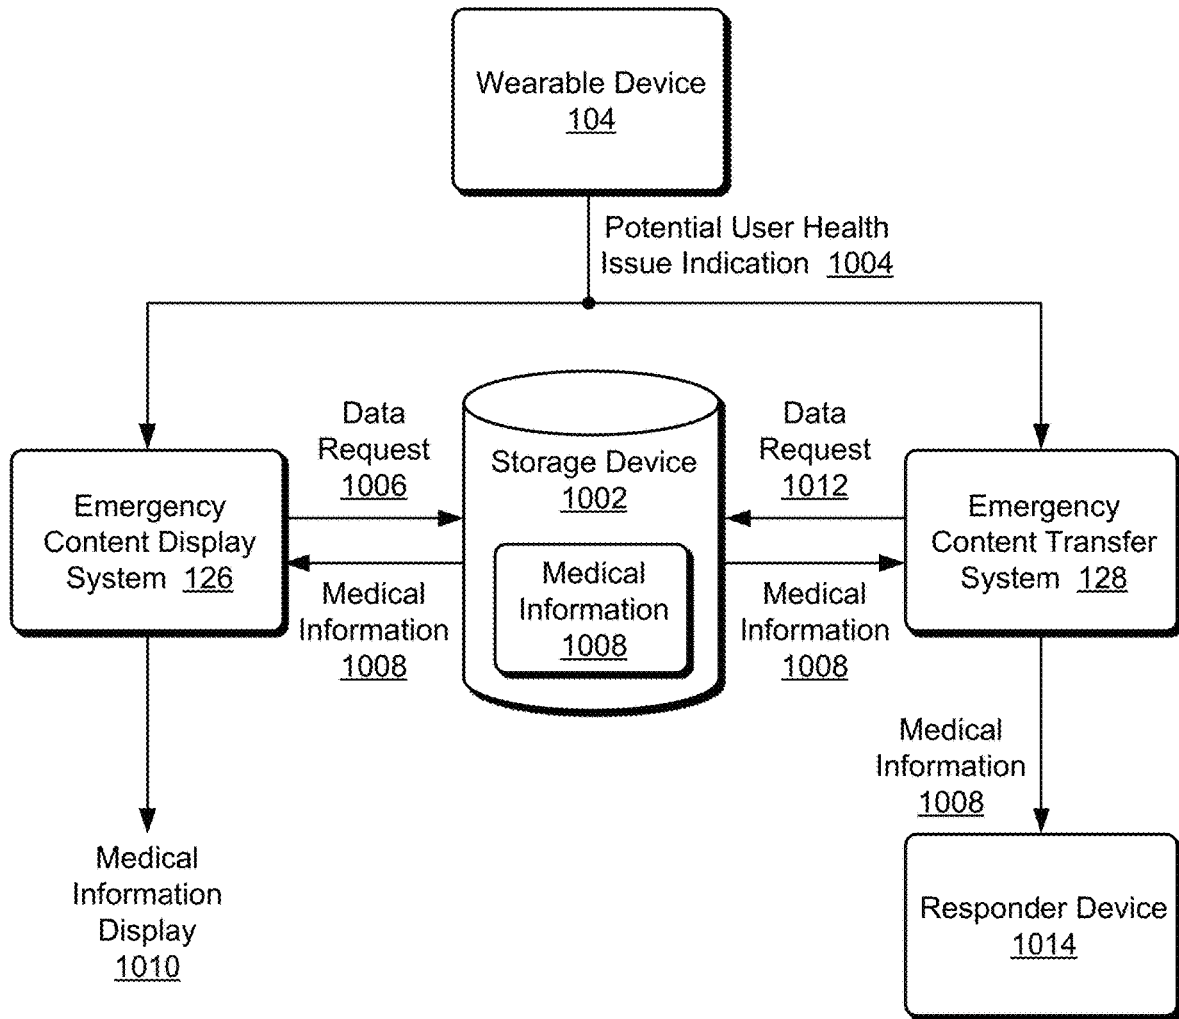 Wearable Device
104
Potential User Health
Issue Indication 1004
Data
Request
1006
Storage Device
1002
Data
Request
1012
Emergency
Content Display
System 126
Medical
Information
1008
Medical
Information
1008
Medical
Information
1008
Emergency
Content Transfer
System 128
Medical
Information
1008
Medical
Information
Display
1010
Responder Device
1014